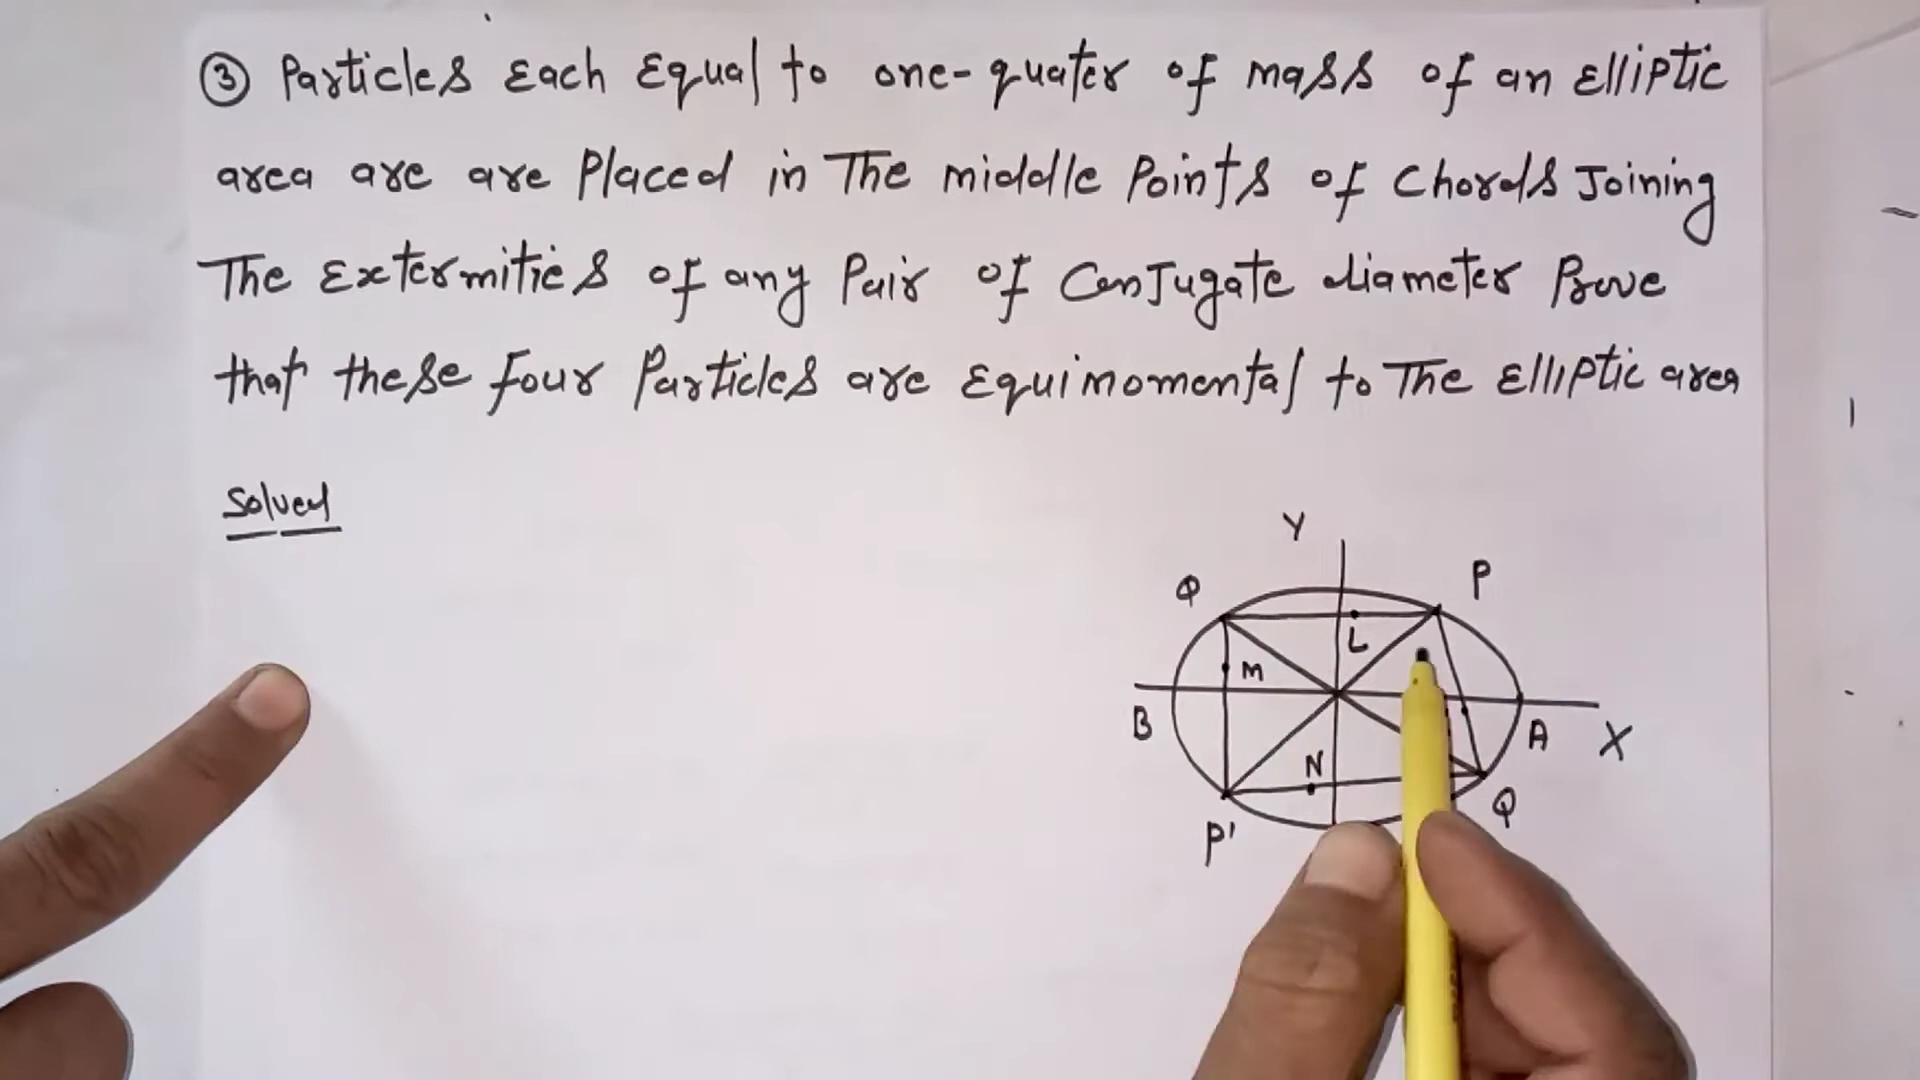 ③ Particles Each Equal to one-quater of mass of an Elliptic
area are are Placed in The middle Points of Chords Joining
The Extermities of any Pair of Conjugate diameter Prove
that these Four Particles are Equimomental to The Elliptic area
Solved
Y
Q P
L
M
B A X
N
Q
P'